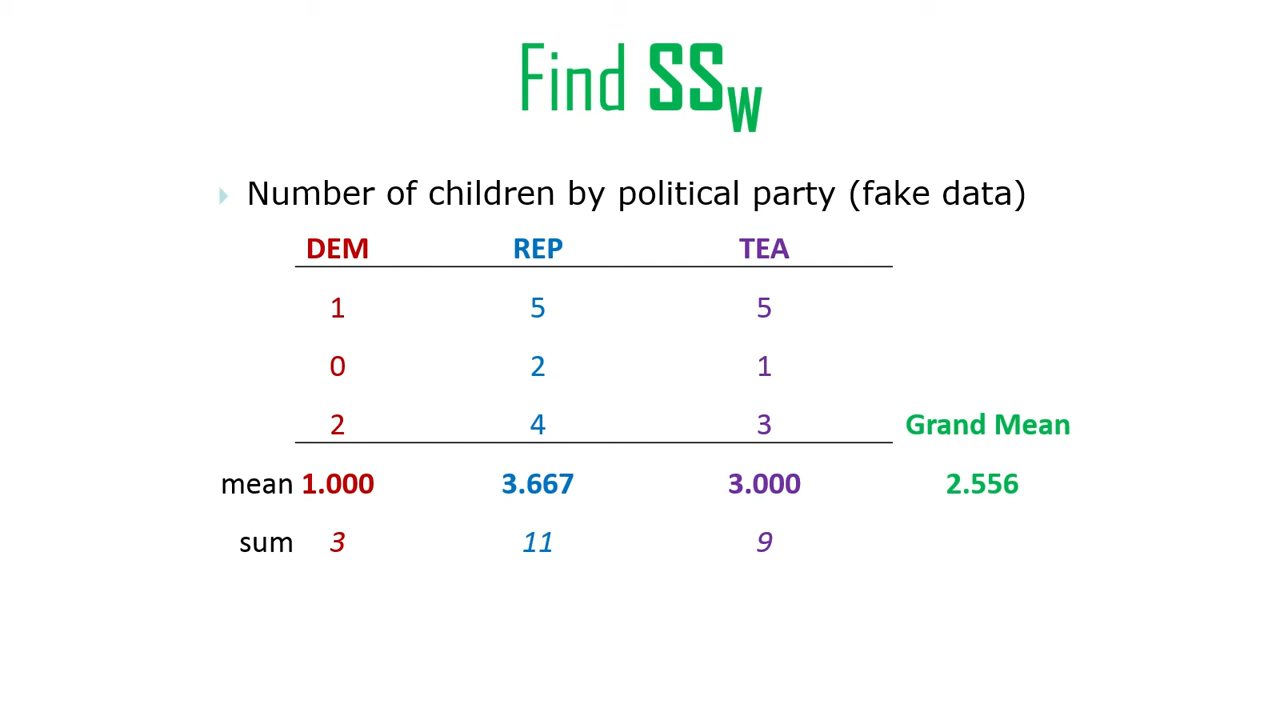 Find SSW
Number of children by political party (fake data)
DEM REP TEA
1 5 5
0 2 1
2 4 3 Grand Mean
mean 1.000 3.667 3.000 2.556
sum 3 11 9